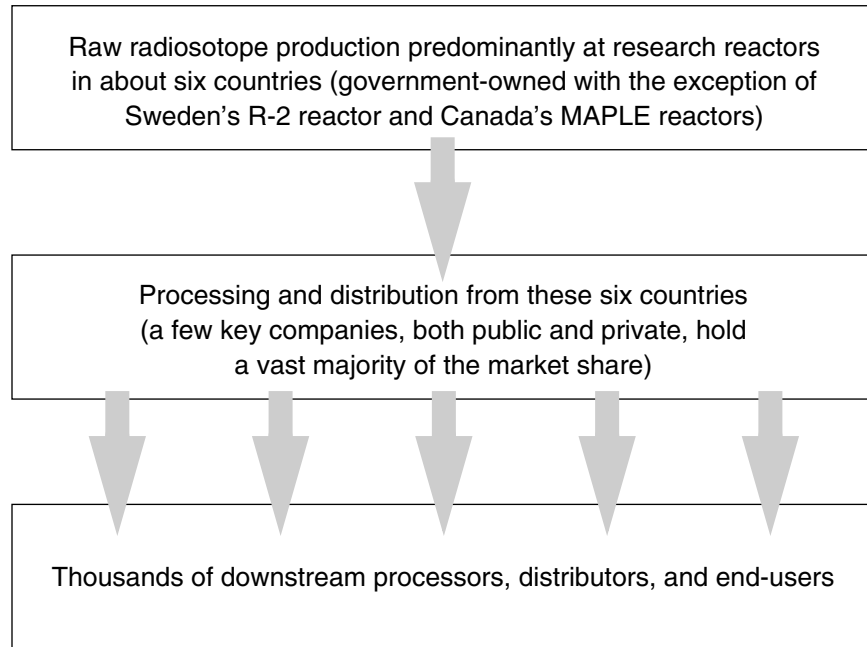 Raw radiosotope production predominantly at research reactors
in about six countries (government-owned with the exception of
Sweden’s R-2 reactor and Canada’s MAPLE reactors)
Processing and distribution from these six countries
(a few key companies, both public and private, hold
a vast majority of the market share)
Thousands of downstream processors, distributors, and end-users